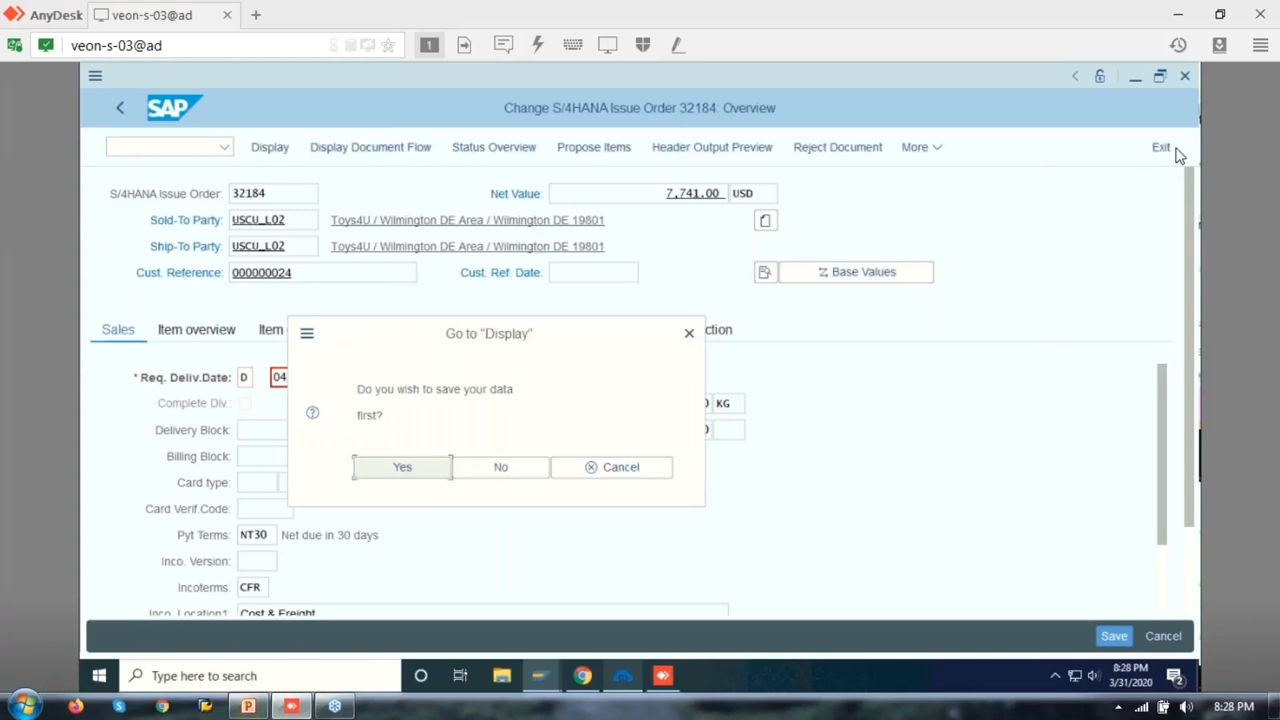 AnyDesk
veon-s-03@ad
veon-s-03@ad
1
SAP
Change S/4HANA Issue Order 32184: Overview
Display
Display Document Flow
Status Overview
Propose Items
Header Output Preview
Reject Document
More
Exit
S/4HANA Issue Order: 32184
Net Value: 7,741.00 USD
Sold-To Party: USCU_L02 Toys4U / Wilmington DE Area / Wilmington DE 19801
Ship-To Party: USCU_L02 Toys4U / Wilmington DE Area / Wilmington DE 19801
Cust. Reference: 000000024
Cust. Ref. Date:
Base Values
Sales
Item overview
Item
ction
Go to "Display"
Do you wish to save your data
first?
Yes
No
Cancel
* Req. Deliv.Date: D 04
Complete Dlv.:
KG
Delivery Block:
Billing Block:
Card type:
Card Verif.Code:
Pyt Terms: NT30 Net due in 30 days
Inco. Version:
Incoterms: CFR
Inco. Location1: Cost & Freight
Save
Cancel
Type here to search
8:28 PM
3/31/2020
2
8:28 PM